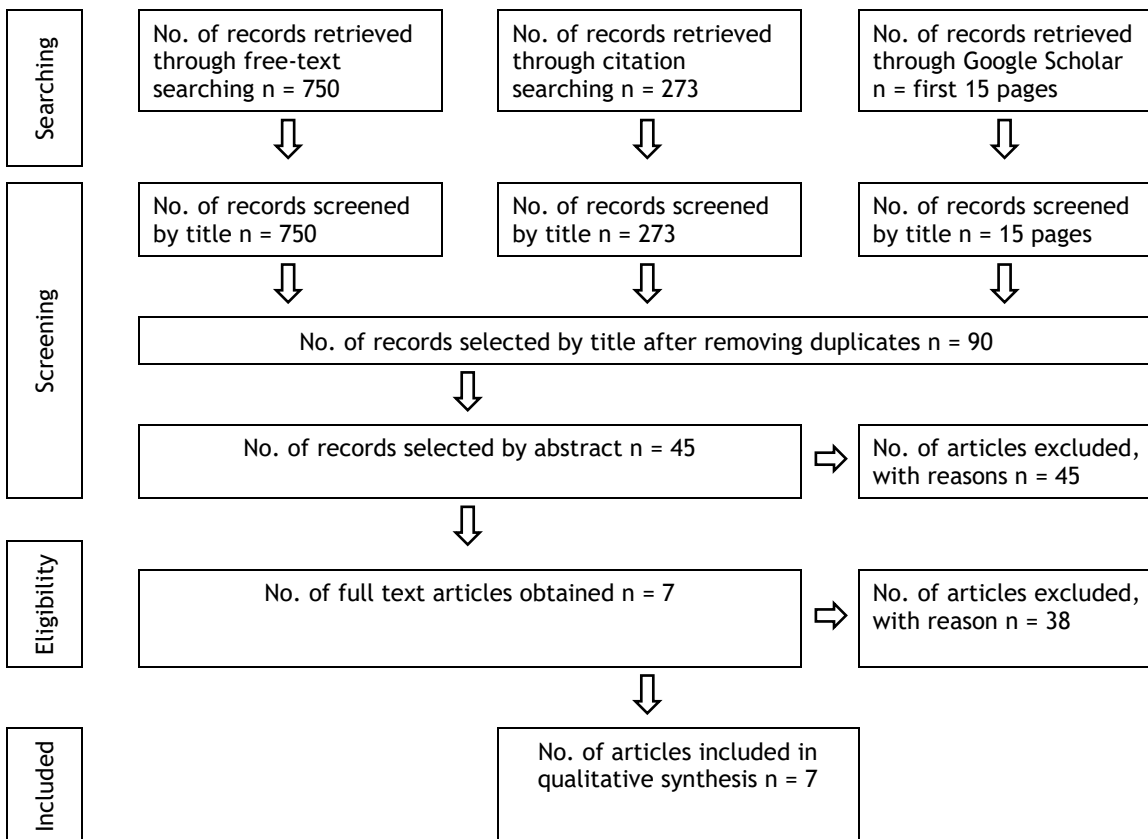 Searching
No. of records retrieved
through free-text
searching n = 750
No. of records retrieved
through citation
searching n = 273
No. of records retrieved
through Google Scholar
n = first 15 pages
Screening
No. of records screened
by title n = 750
No. of records screened
by title n = 273
No. of records screened
by title n = 15 pages
No. of records selected by title after removing duplicates n = 90
No. of records selected by abstract n = 45
No. of articles excluded,
with reasons n = 45
Eligibility
No. of full text articles obtained n = 7
No. of articles excluded,
with reason n = 38
Included
No. of articles included in
qualitative synthesis n = 7